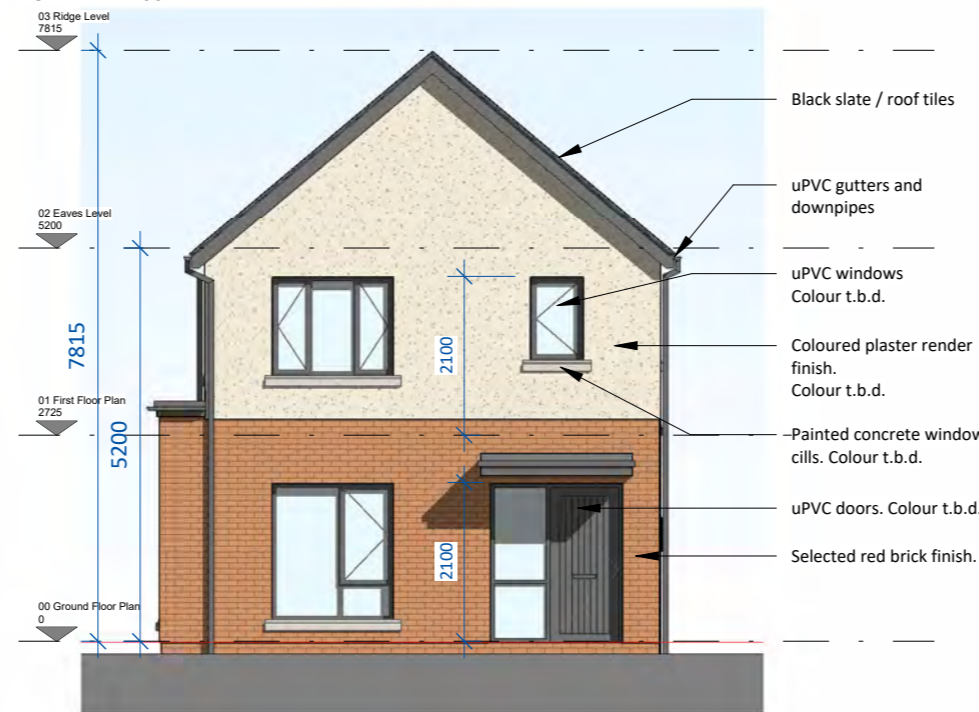 03 Ridge Level
7815
Black slate / roof tiles
uPVC gutters and
downpipes
02 Eaves Level
5200
uPVC windows
Colour t.b.d.
7815
2100
Coloured plaster render
finish.
Colour t.b.d.
01 First Floor Plan
2725
5200
Painted concrete window
cills. Colour t.b.d.
uPVC doors. Colour t.b.d.
2100
Selected red brick finish.
00 Ground Floor Plan
0